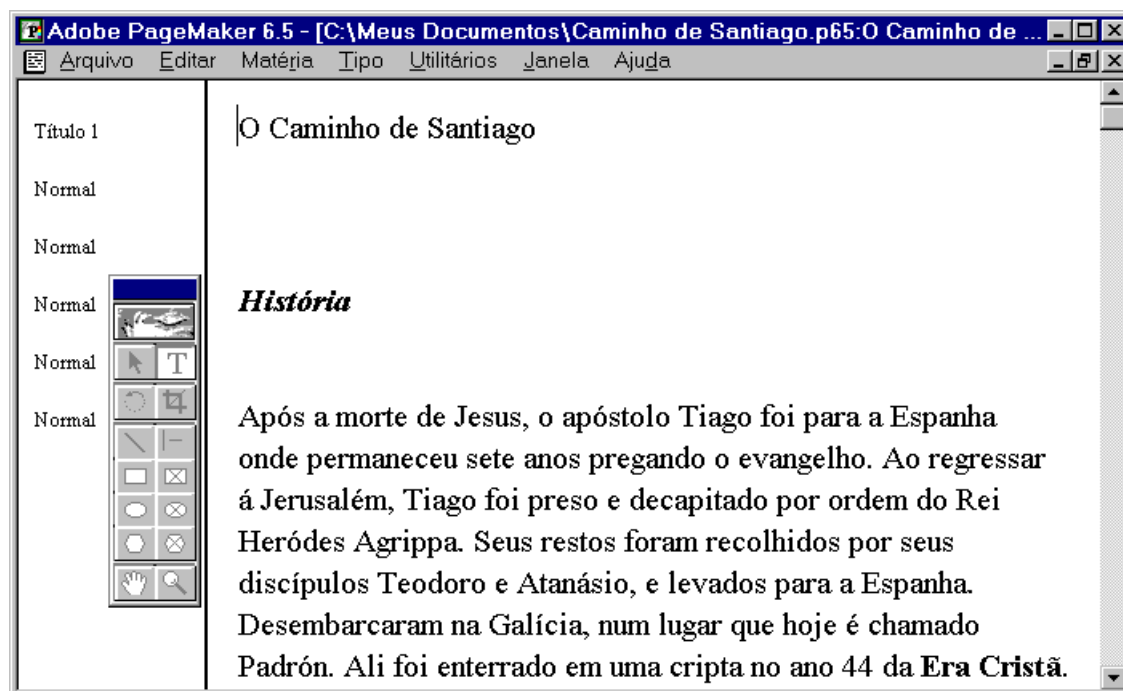 Adobe PageMaker 6.5 - [C:\Meus Documentos\Caminho de Santiago.p65:O Caminho de ...
Arquivo Editar Matéria Tipo Utilitários Janela Ajuda
Título 1 O Caminho de Santiago
Normal
Normal
Normal História
Normal
T
Normal Após a morte de Jesus, o apóstolo Tiago foi para a Espanha
onde permaneceu sete anos pregando o evangelho. Ao regressar
á Jerusalém, Tiago foi preso e decapitado por ordem do Rei
Heródes Agrippa. Seus restos foram recolhidos por seus
discípulos Teodoro e Atanásio, e levados para a Espanha.
Desembarcaram na Galícia, num lugar que hoje é chamado
Padrón. Ali foi enterrado em uma cripta no ano 44 da Era Cristã.